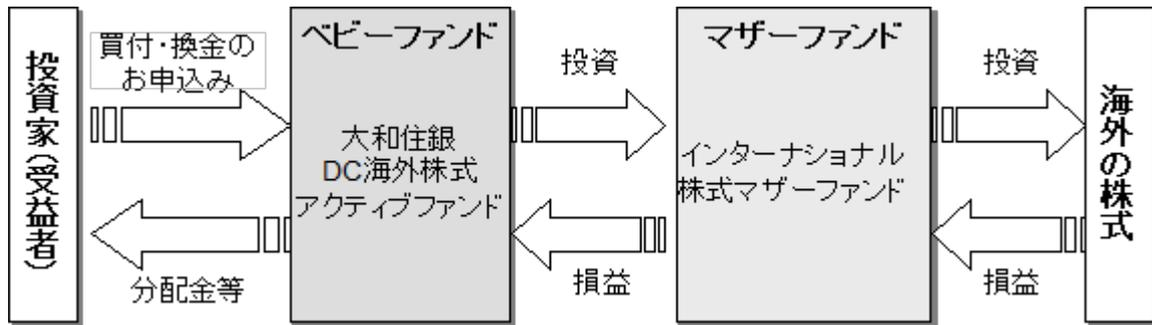 投資家（受益者）
買付・換金の
お申込み
分配金等
ベビーファンド
大和住銀
DC海外株式
アクティブファンド
投資
損益
マザーファンド
インターナショナル
株式マザーファンド
投資
損益
海外の株式